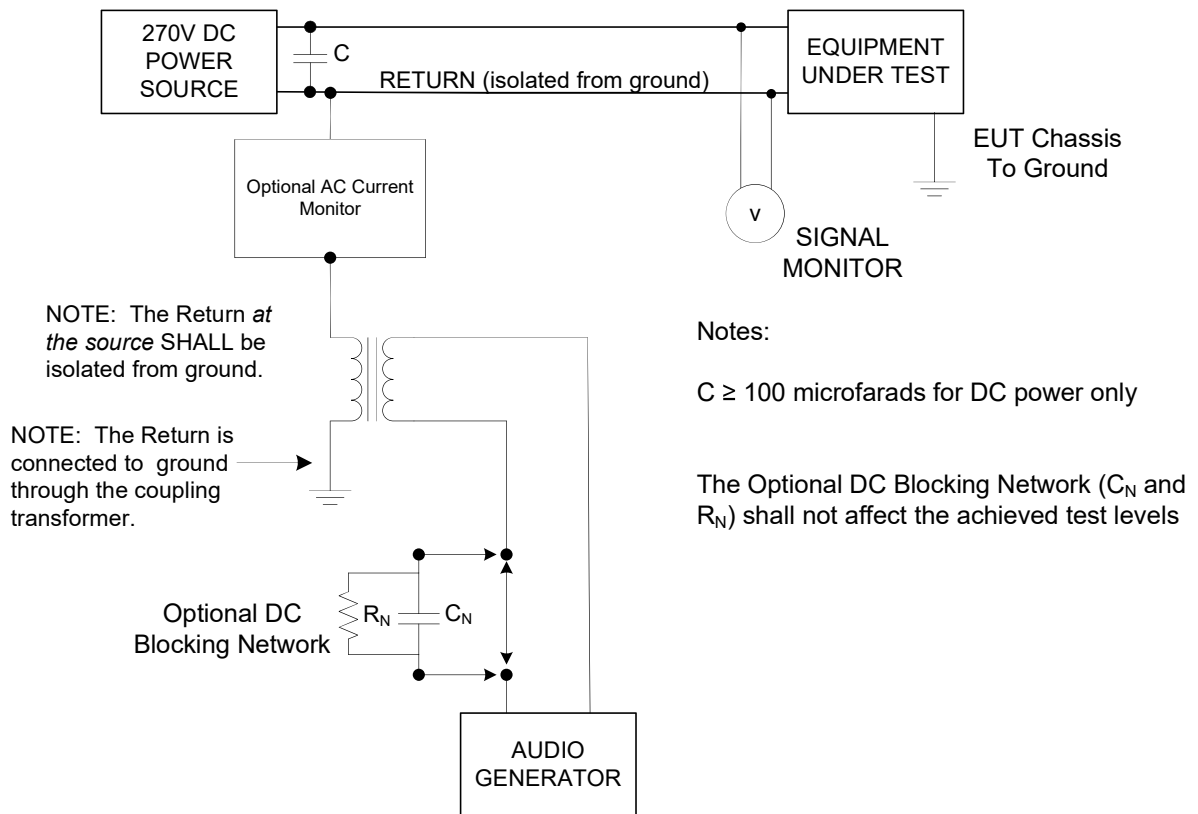 270V DC
POWER
SOURCE
C
RETURN (isolated from ground)
EQUIPMENT
UNDER TEST
EUT Chassis
To Ground
Optional AC Current
Monitor
V
SIGNAL
MONITOR
NOTE: The Return at
the source SHALL be
isolated from ground.
NOTE: The Return is
connected to ground
through the coupling
transformer.
Notes:
C ≥ 100 microfarads for DC power only
The Optional DC Blocking Network (CN and
RN) shall not affect the achieved test levels
Optional DC
Blocking Network
RN
CN
AUDIO
GENERATOR